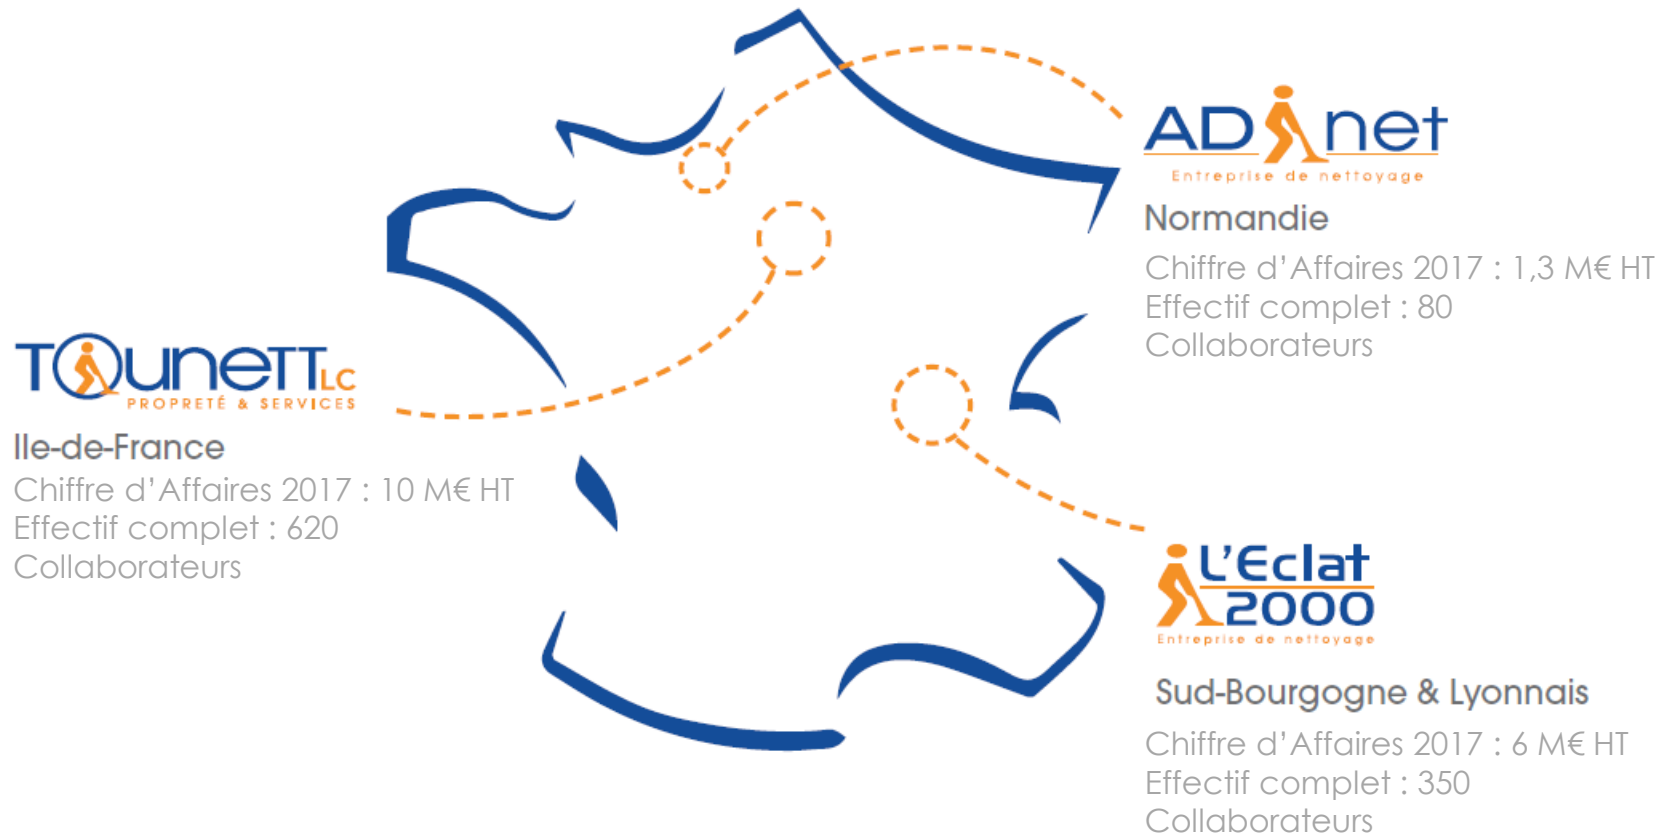 AD net
Entreprise de nettoyage
Normandie
Chiffre d’Affaires 2017 : 1,3 M€ HT
Effectif complet : 80
Collaborateurs
TOunett LC
PROPRETÉ & SERVICES
Ile-de-France
Chiffre d’Affaires 2017 : 10 M€ HT
Effectif complet : 620
Collaborateurs
L’Eclat
2000
Entreprise de nettoyage
Sud-Bourgogne & Lyonnais
Chiffre d’Affaires 2017 : 6 M€ HT
Effectif complet : 350
Collaborateurs